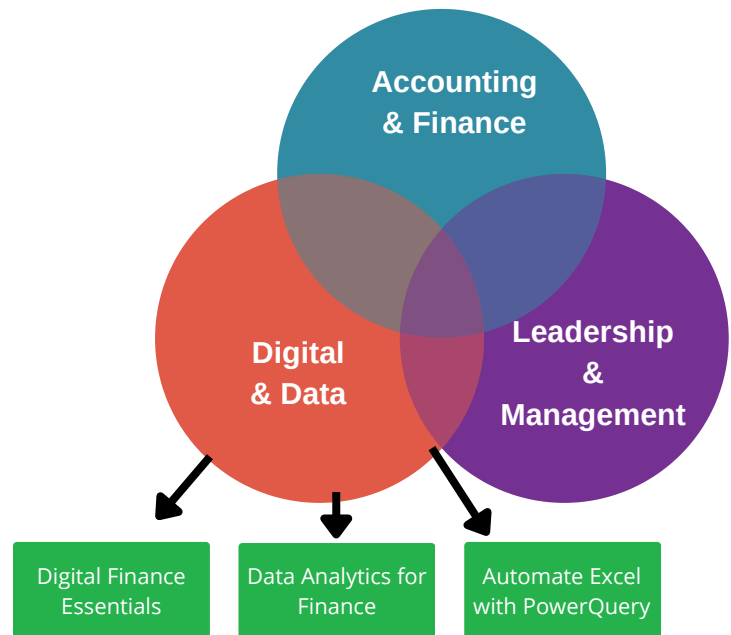 Accounting
& Finance
Digital
& Data
Leadership
&
Management
Digital Finance
Essentials
Data Analytics for
Finance
Automate Excel
with PowerQuery